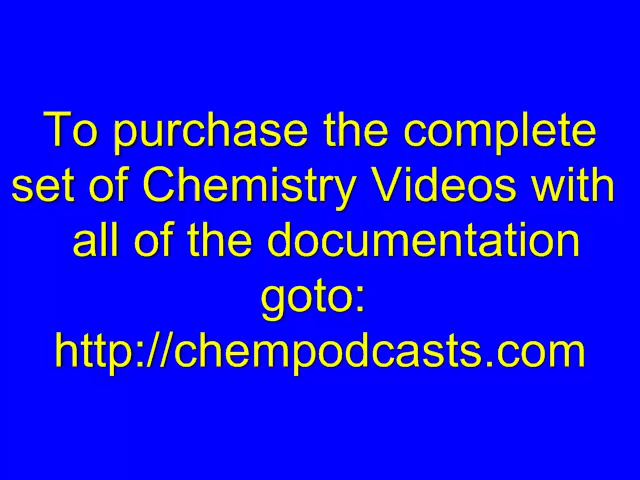 To purchase the complete
set of Chemistry Videos with
all of the documentation
goto:
http://chempodcasts.com